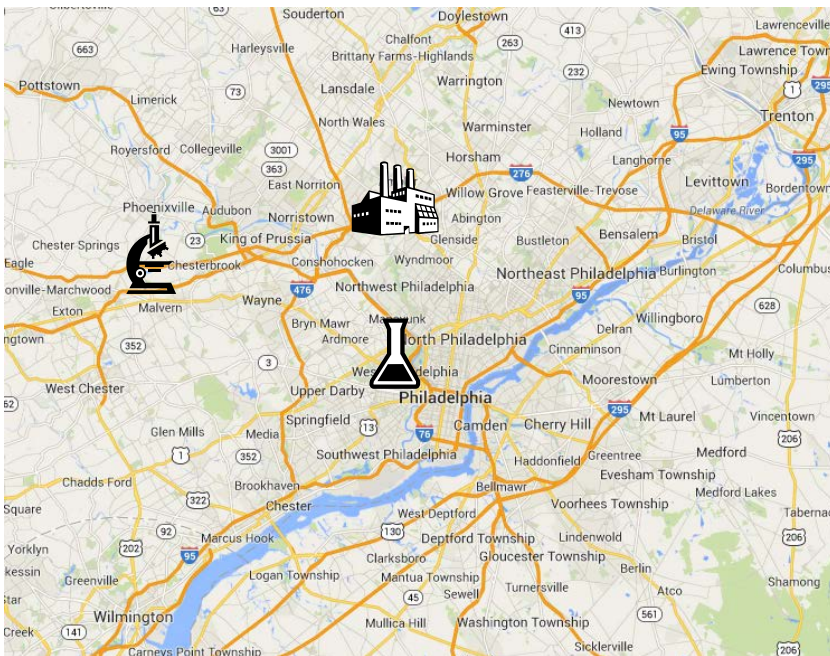 Souderton
Doylestown
63
Lawrenceville
Chalfont
413
663
Harleysville
263
Brittany Farms-Highlands
Lawrence Town
232
Ewing Township
Pottstown
Warrington
Lansdale
73
1
295
Limerick
Newtown
Trenton
North Wales
Warminster
95
Holland
Royersford
Collegeville
3001
Horsham
Langhorne
295
363
276
East Norriton
Willow Grove
Feasterville-Trevose
Levittown
Bordentown
Phoenixville
Audubon
Norristown
Abington
Delaware River
Bensalem
23
King of Prussia
Glenside
Bustleton
Bristol
Chester Springs
Eagle
Chesterbrook
Conshohocken
Wyndmoor
Northeast Philadelphia
Burlington
Columbus
onville-Marchwood
476
Northwest Philadelphia
95
Malvern
Wayne
628
Exton
Willingboro
Bryn Mawr
Delran
ngtown
352
Ardmore
North Philadelphia
Cinnaminson
3
Mt Holly
Moorestown
Lumberton
West Chester
Upper Darby
Philadelphia
62
295
Mt Laurel
Vincentown
Springfield
13
Camden
Cherry Hill
Glen Mills
Media
76
206
1
352
Southwest Philadelphia
Greentree
Medford
Haddonfield
Evesham Township
Chadds Ford
Brookhaven
Bellmawr
Medford Lakes
322
Chester
Voorhees Township
Square
West Deptford
92
130
Marcus Hook
Deptford Township
Lindenwold
206
Yorklyn
202
95
Clarksboro
Gloucester Township
Berlin
Greenville
Logan Township
Mantua Township
Shamong
Turnersville
Atco
Sewell
45
Wilmington
561
Creek
141
Mullica Hill
Washington Township
Sicklerville
206
Carneys Point Township